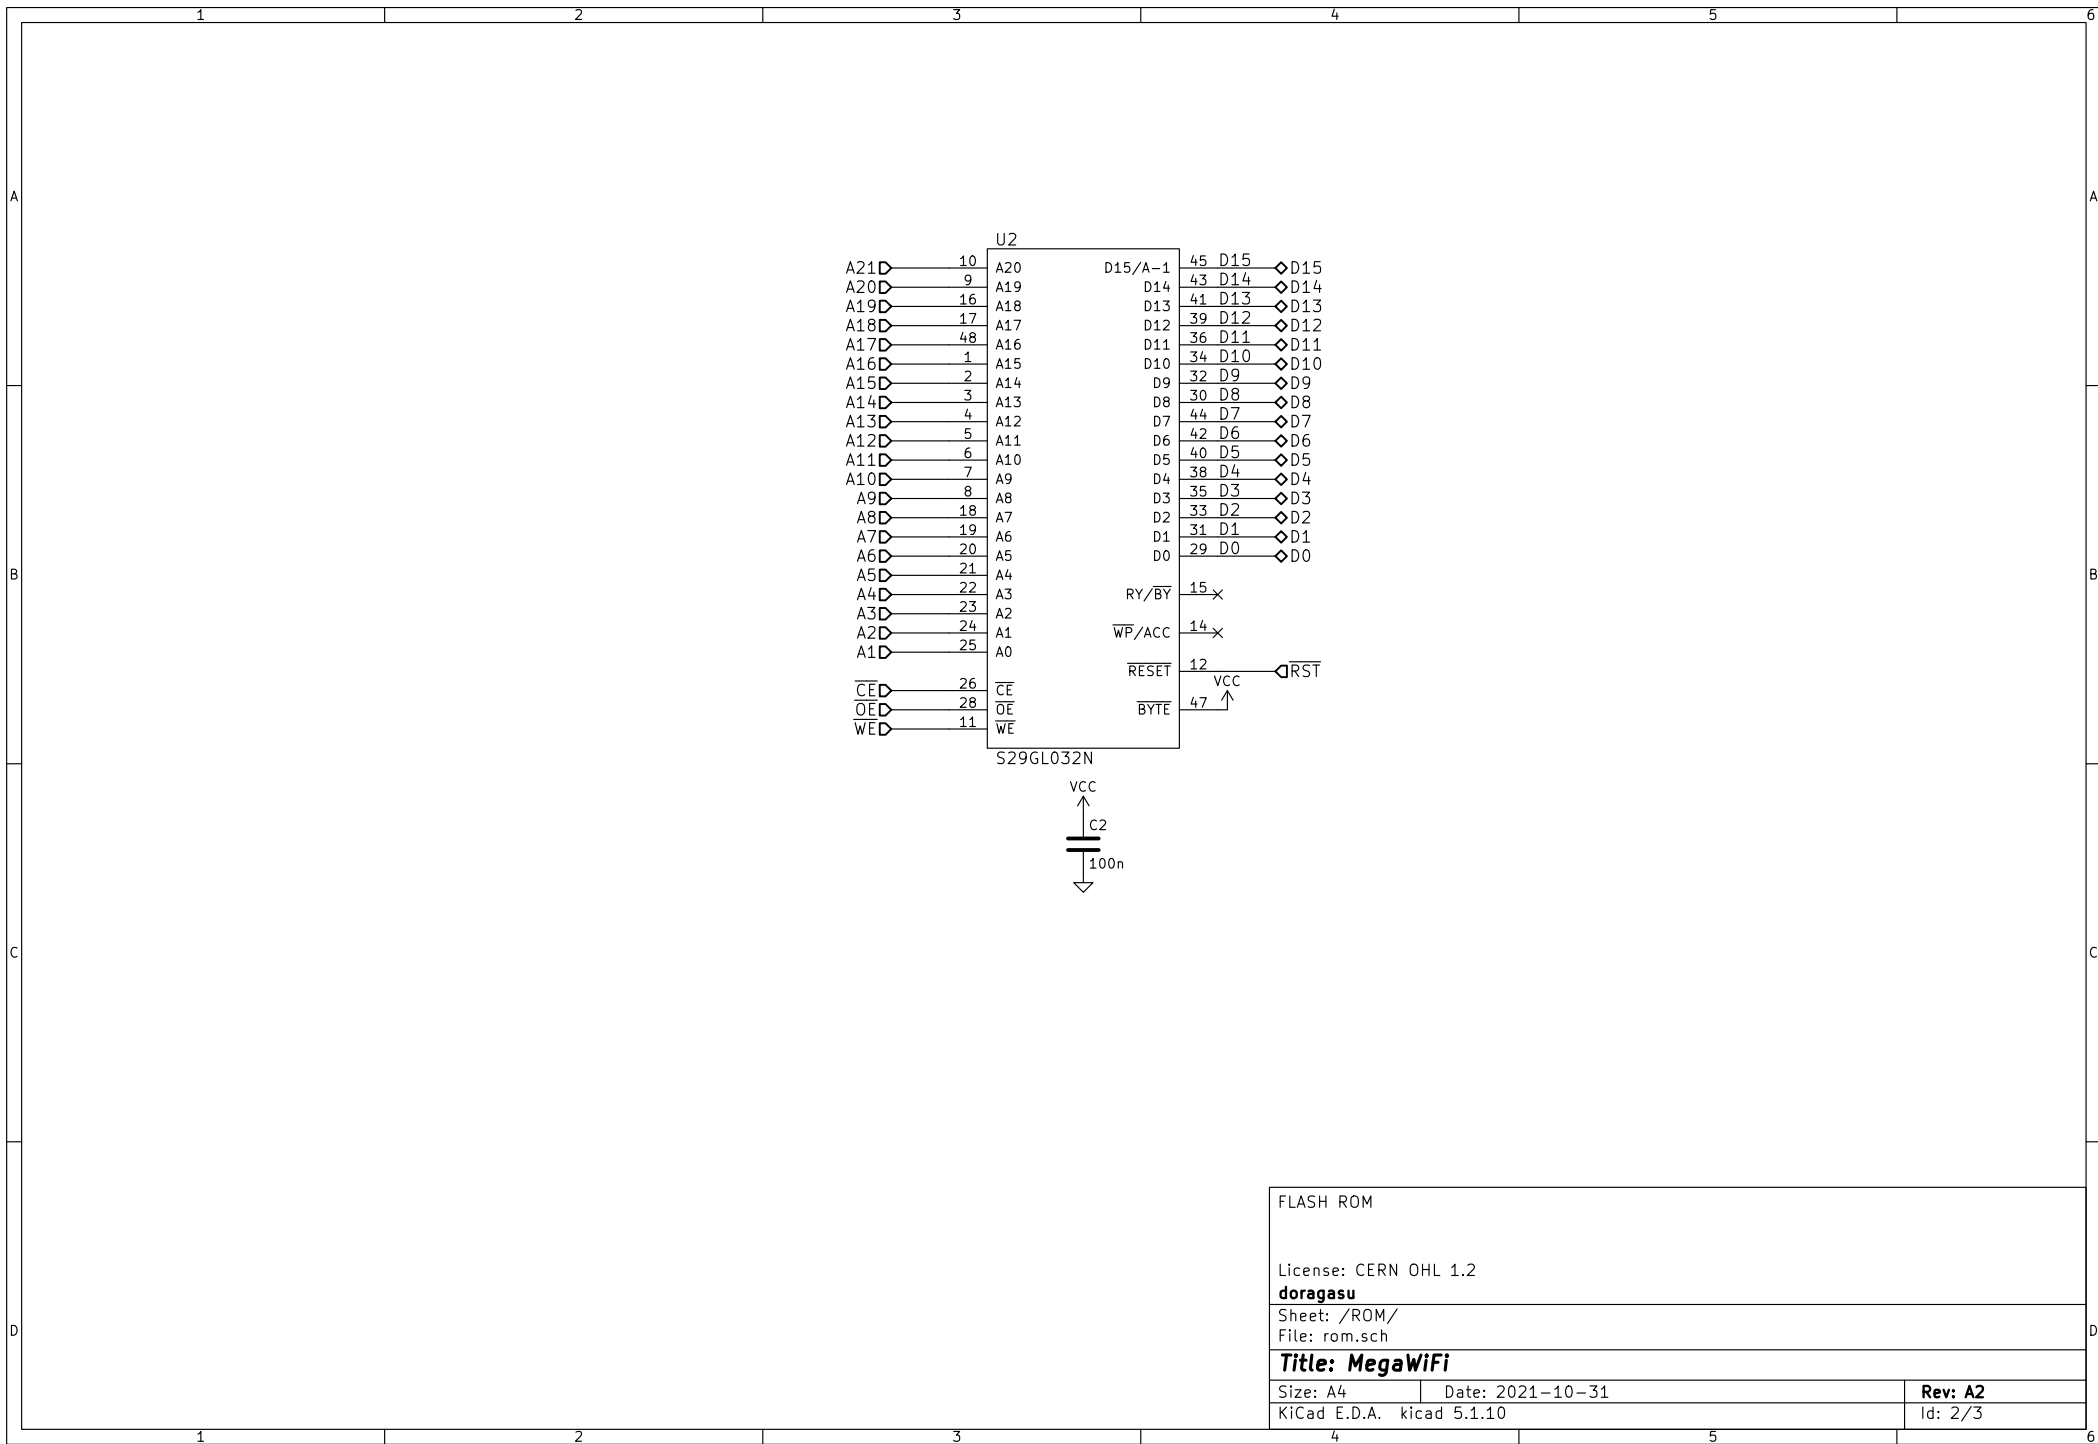 1 2 3 4 5 6
A A
U2
A21 10 A20 D15/A-1 45 D15 D15
A20 9 A19 D14 43 D14 D14
A19 16 A18 D13 41 D13 D13
A18 17 A17 D12 39 D12 D12
A17 48 A16 D11 36 D11 D11
A16 1 A15 D10 34 D10 D10
A15 2 A14 D9 32 D9 D9
A14 3 A13 D8 30 D8 D8
A13 4 A12 D7 44 D7 D7
A12 5 A11 D6 42 D6 D6
A11 6 A10 D5 40 D5 D5
A10 7 A9 D4 38 D4 D4
A9 8 A8 D3 35 D3 D3
A8 18 A7 D2 33 D2 D2
A7 19 A6 D1 31 D1 D1
A6 20 A5 D0 29 D0 D0
B A5 21 A4 B
A4 22 A3 RY/BY 15
A3 23 A2
A2 24 A1 WP/ACC 14
A1 25 A0
RESET 12 RST
VCC
CE 26 CE
OE 28 OE BYTE 47
WE 11 WE
S29GL032N
VCC
C2
100n
C C
FLASH ROM
License: CERN OHL 1.2
doragasu
Sheet: /ROM/
D D
File: rom.sch
Title: MegaWiFi
Size: A4 Date: 2021-10-31 Rev: A2
KiCad E.D.A. kicad 5.1.10 Id: 2/3
1 2 3 4 5 6